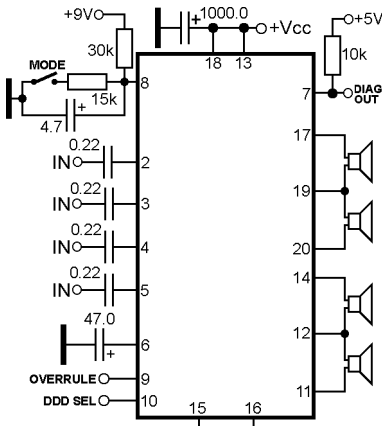 +9V
1000.0
+
+Vcc
+5V
30k
18
13
10k
MODE
8
15k
+
4.7
7
DIAG
OUT
0.22
IN
2
17
0.22
IN
3
19
0.22
IN
4
20
0.22
IN
5
14
47.0
+
6
12
OVERRULE
9
DDD SEL
10
11
15
16